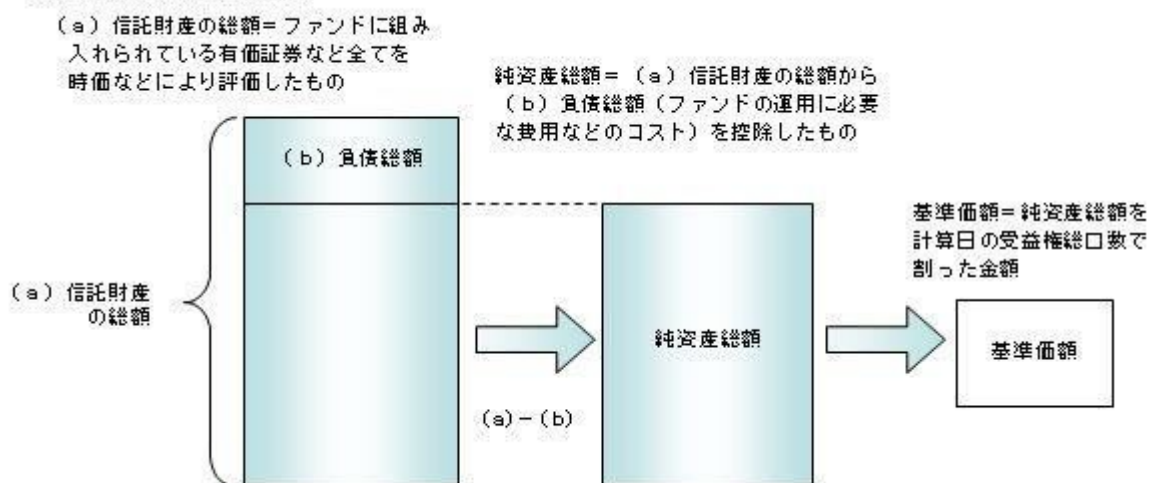 （a）信託財産の総額＝ファンドに組み
入れられている有価証券など全てを
時価などにより評価したもの
純資産総額＝（a）信託財産の総額から
（b）負債総額（ファンドの運用に必要
な費用などのコスト）を控除したもの
（b）負債総額
基準価額＝純資産総額を
計算日の受益権総口数で
割った金額
（a）信託財産
の総額
純資産総額
基準価額
（a）－（b）